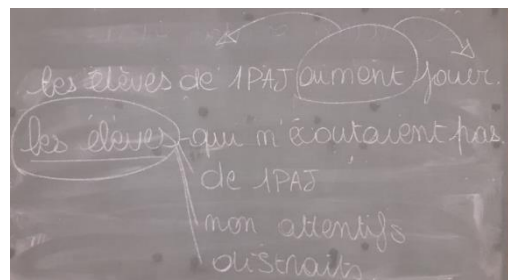 Les élèves de 1PAJ aiment jouer.
les élèves qui n'écoutaient pas
de 1PAJ
non attentifs
distraits